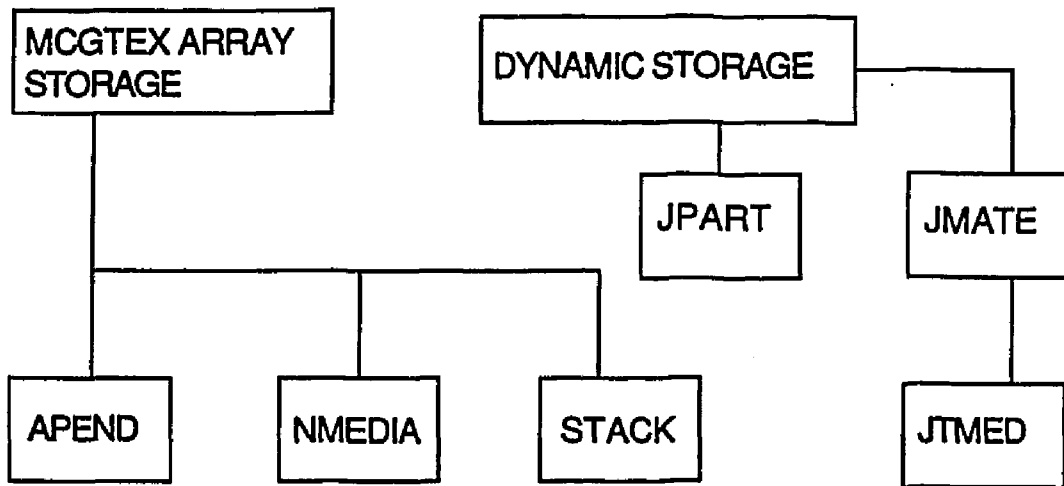 MCGTEX ARRAY
STORAGE
DYNAMIC STORAGE
JPART
JMATE
APEND
NMEDIA
STACK
JTMED